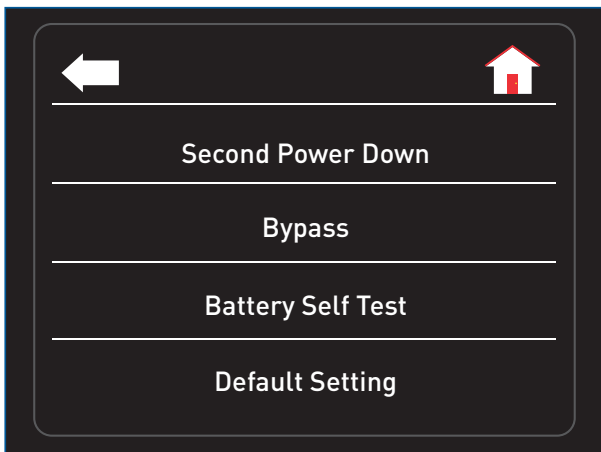 Second Power Down
Bypass
Battery Self Test
Default Setting